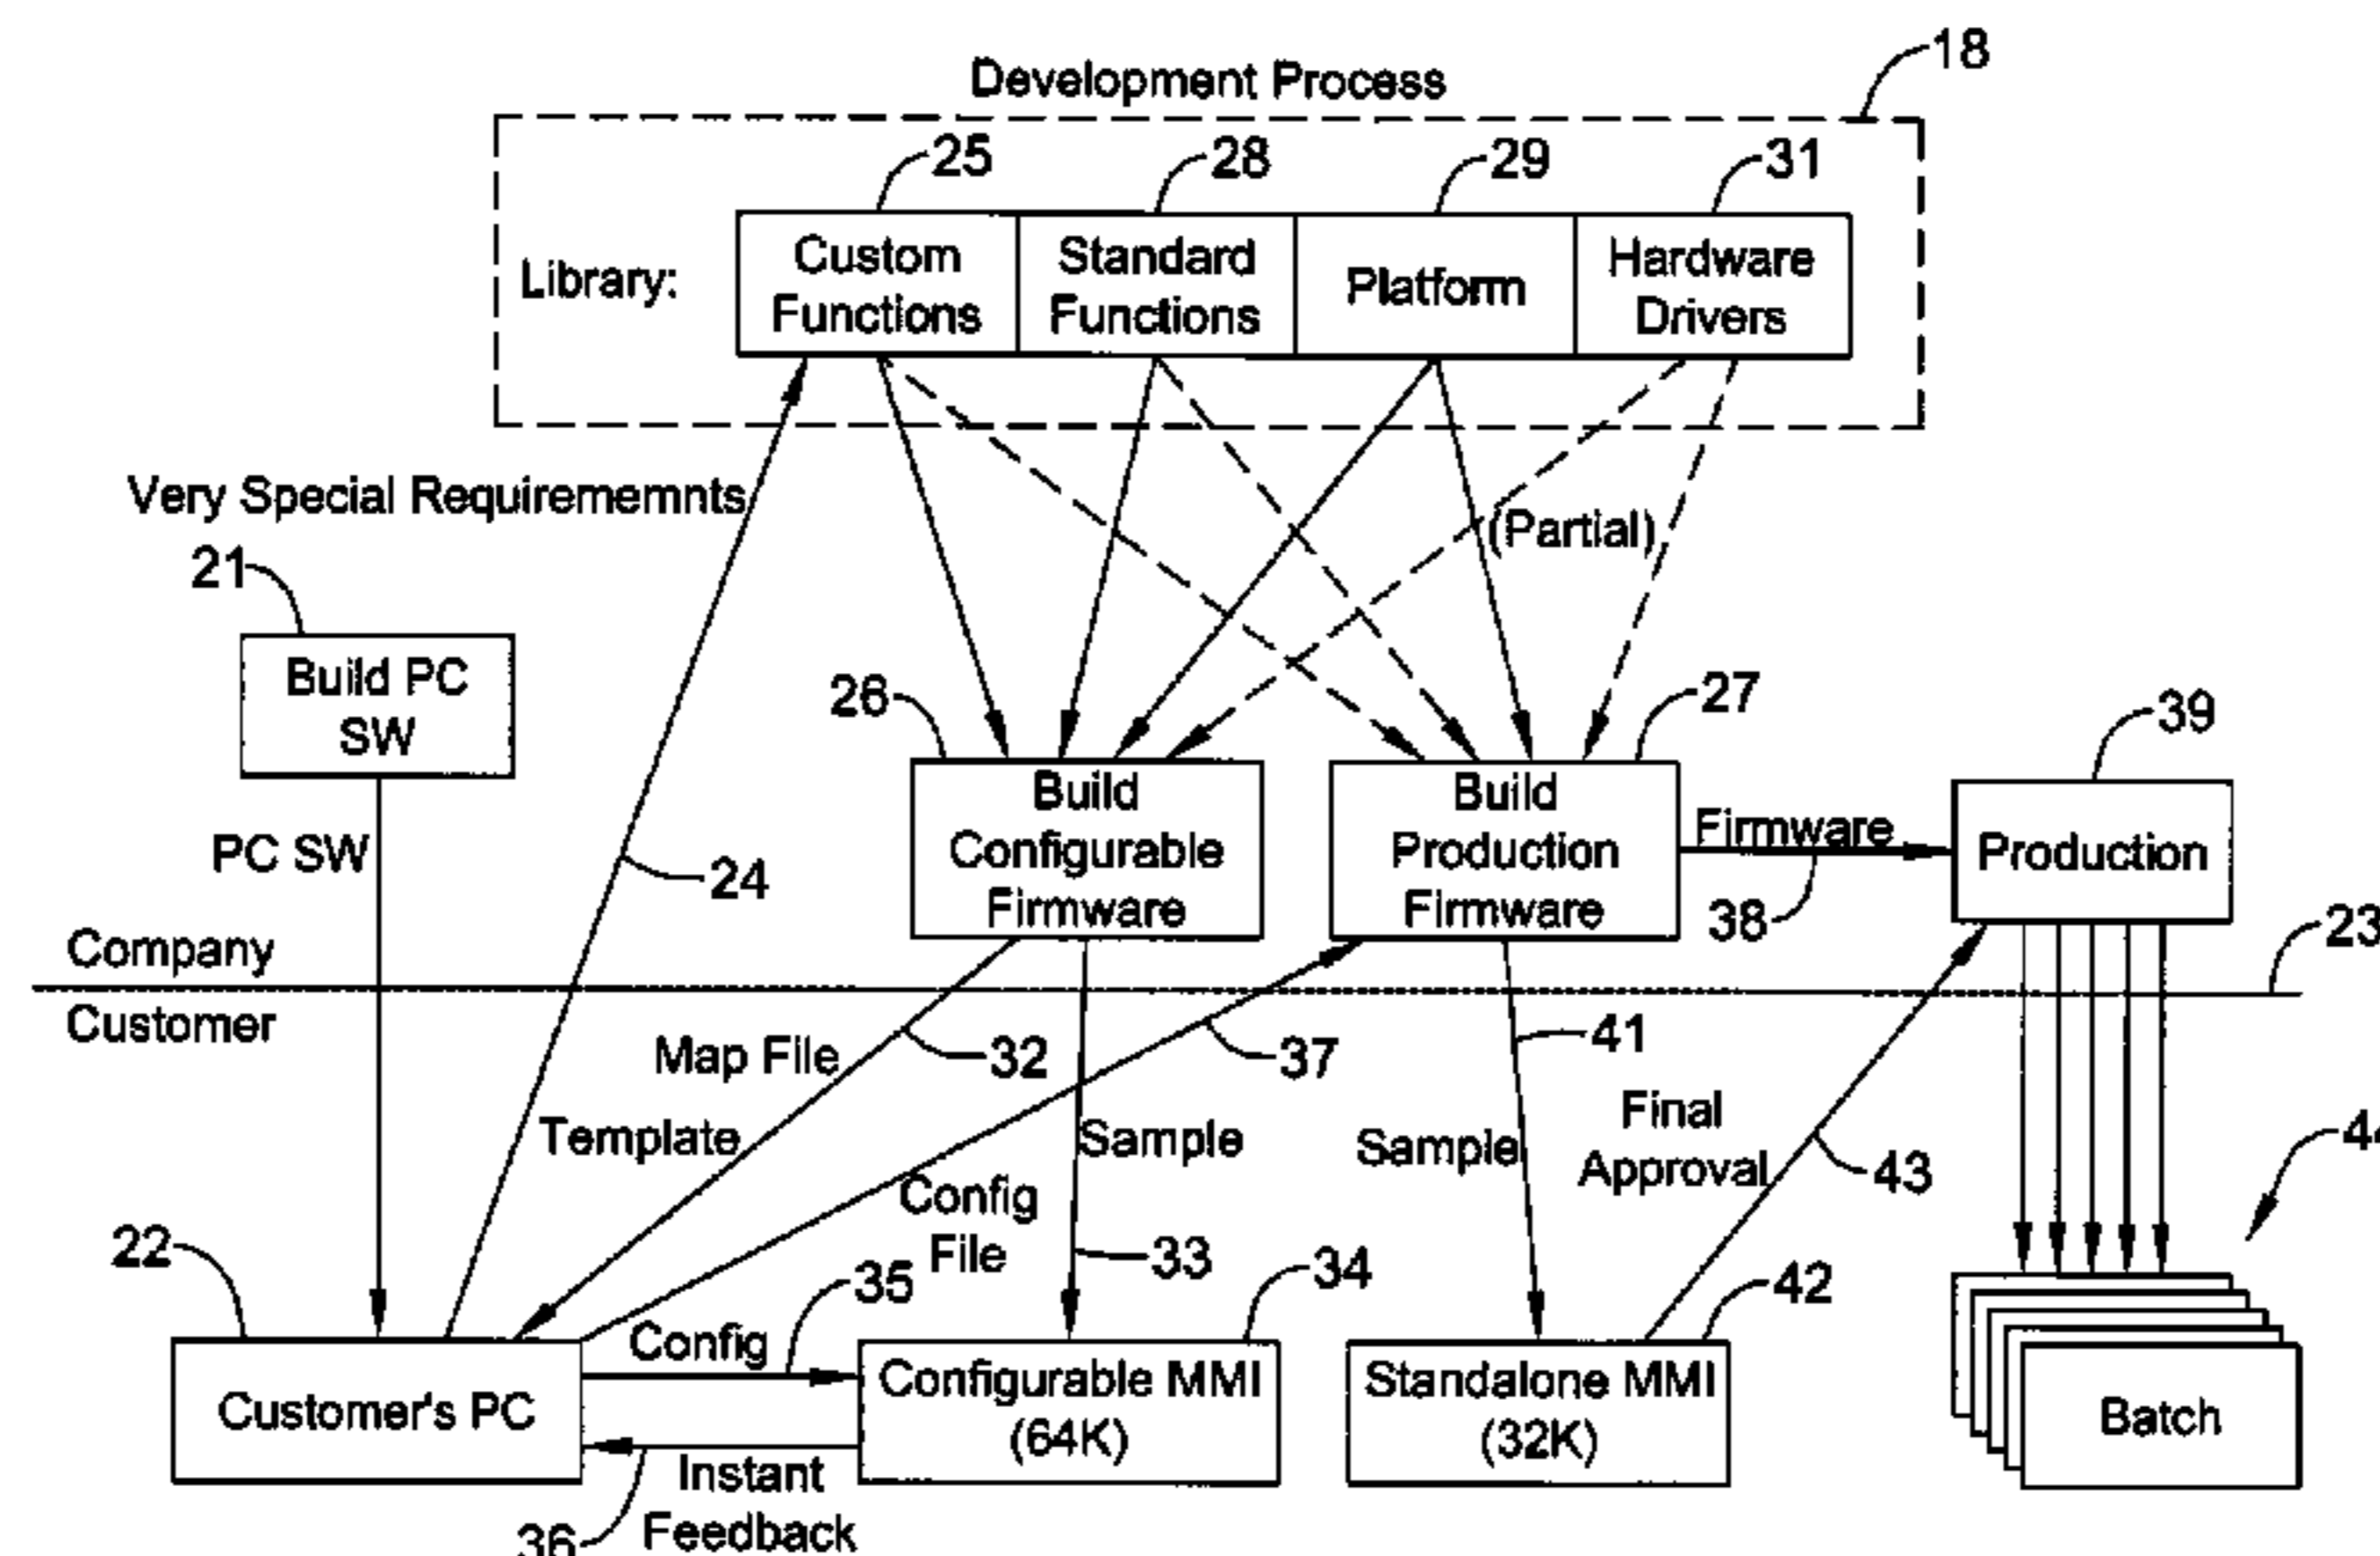 18
Development Process
25
28
29
31
Library:
Custom
Functions
Standard
Functions
Platform
Hardware
Drivers
Very Special Requirememnts
(Partial)
21
Build PC
SW
26
27
39
Build
Configurable
Firmware
Build
Production
Firmware
Firmware
38
Production
PC SW
24
Company
23
Customer
Map File
32
37
41
Template
Sample
Sample
Final
Approval
43
Config
File
33
22
35
34
42
Customer's PC
Config
Instant
Feedback
36
Configurable MMI
(64K)
Standalone MMI
(32K)
Batch